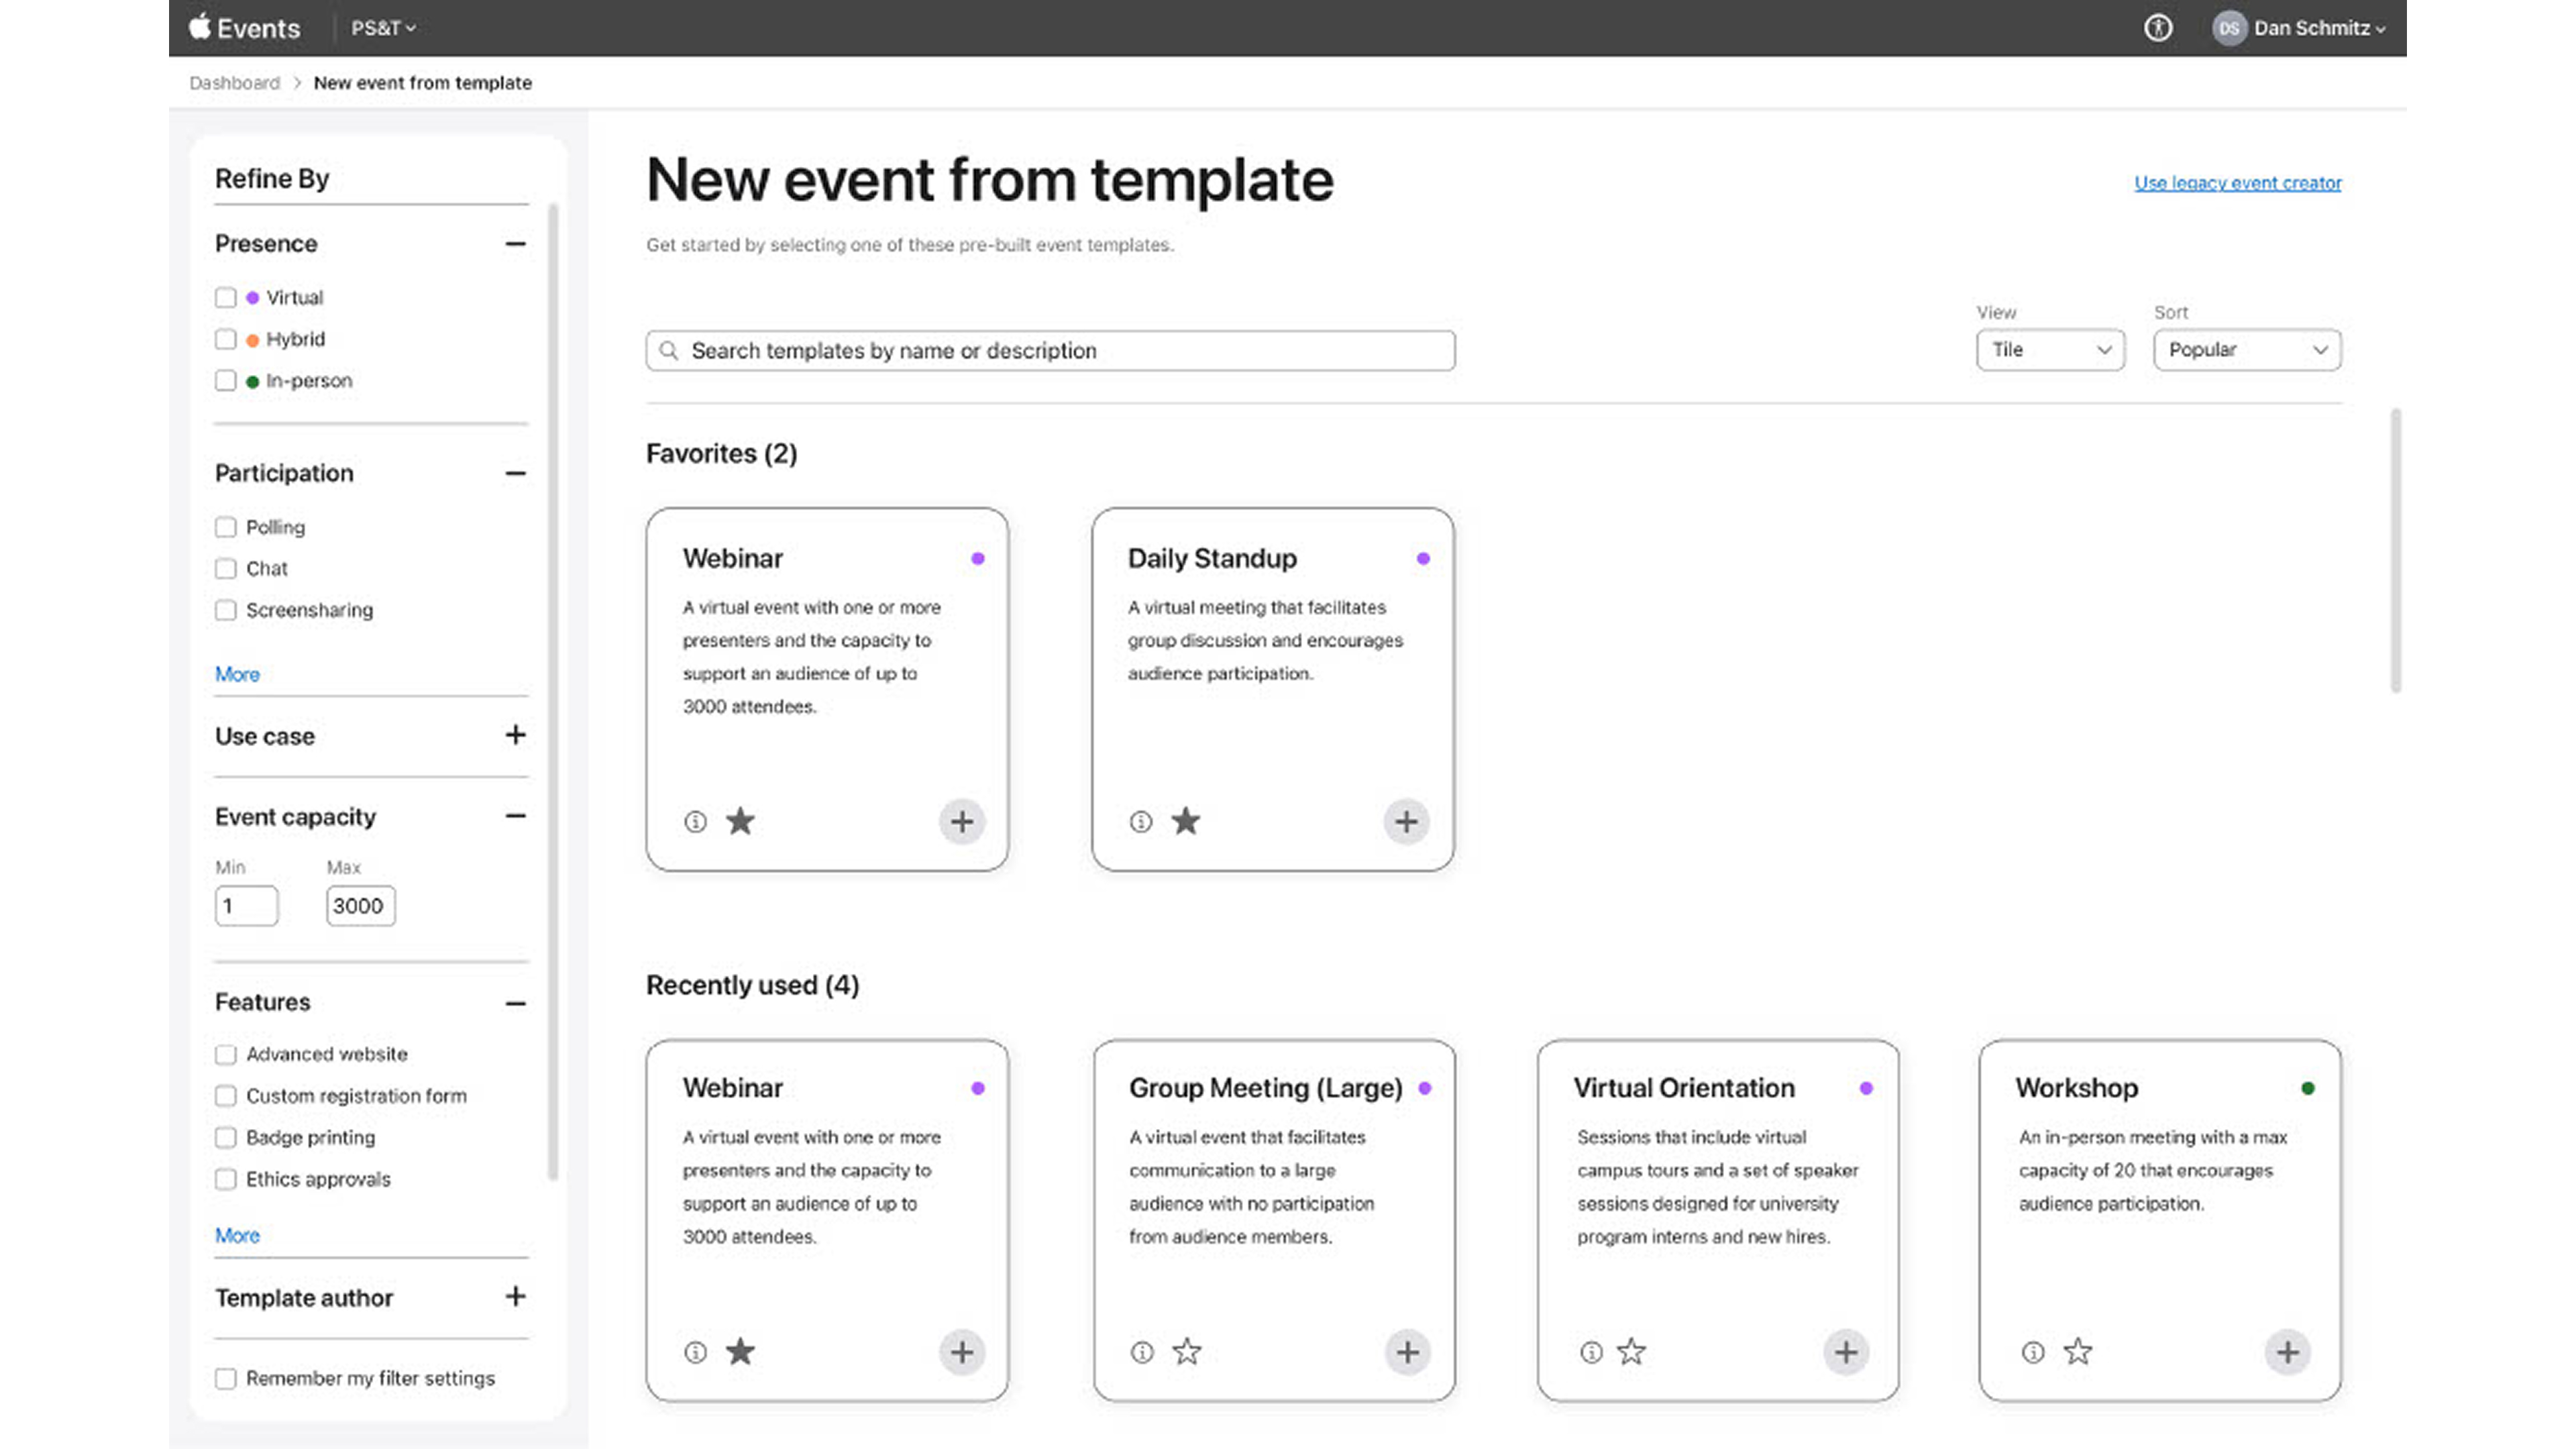 Events PS&T DS Dan Schmitz
Dashboard > New event from template
Refine By
Presence
Virtual
Hybrid
In-person
Participation
Polling
Chat
Screensharing
More
Use case
Event capacity
Min Max
1 3000
Features
Advanced website
Custom registration form
Badge printing
Ethics approvals
More
Template author
Remember my filter settings
New event from template
Use legacy event creator
Get started by selecting one of these pre-built event templates.
Search templates by name or description
View Sort
Tile Popular
Favorites (2)
Webinar
A virtual event with one or more
presenters and the capacity to
support an audience of up to
3000 attendees.
Daily Standup
A virtual meeting that facilitates
group discussion and encourages
audience participation.
Recently used (4)
Webinar
A virtual event with one or more
presenters and the capacity to
support an audience of up to
3000 attendees.
Group Meeting (Large)
A virtual event that facilitates
communication to a large
audience with no participation
from audience members.
Virtual Orientation
Sessions that include virtual
campus tours and a set of speaker
sessions designed for university
program interns and new hires.
Workshop
An in-person meeting with a max
capacity of 20 that encourages
audience participation.